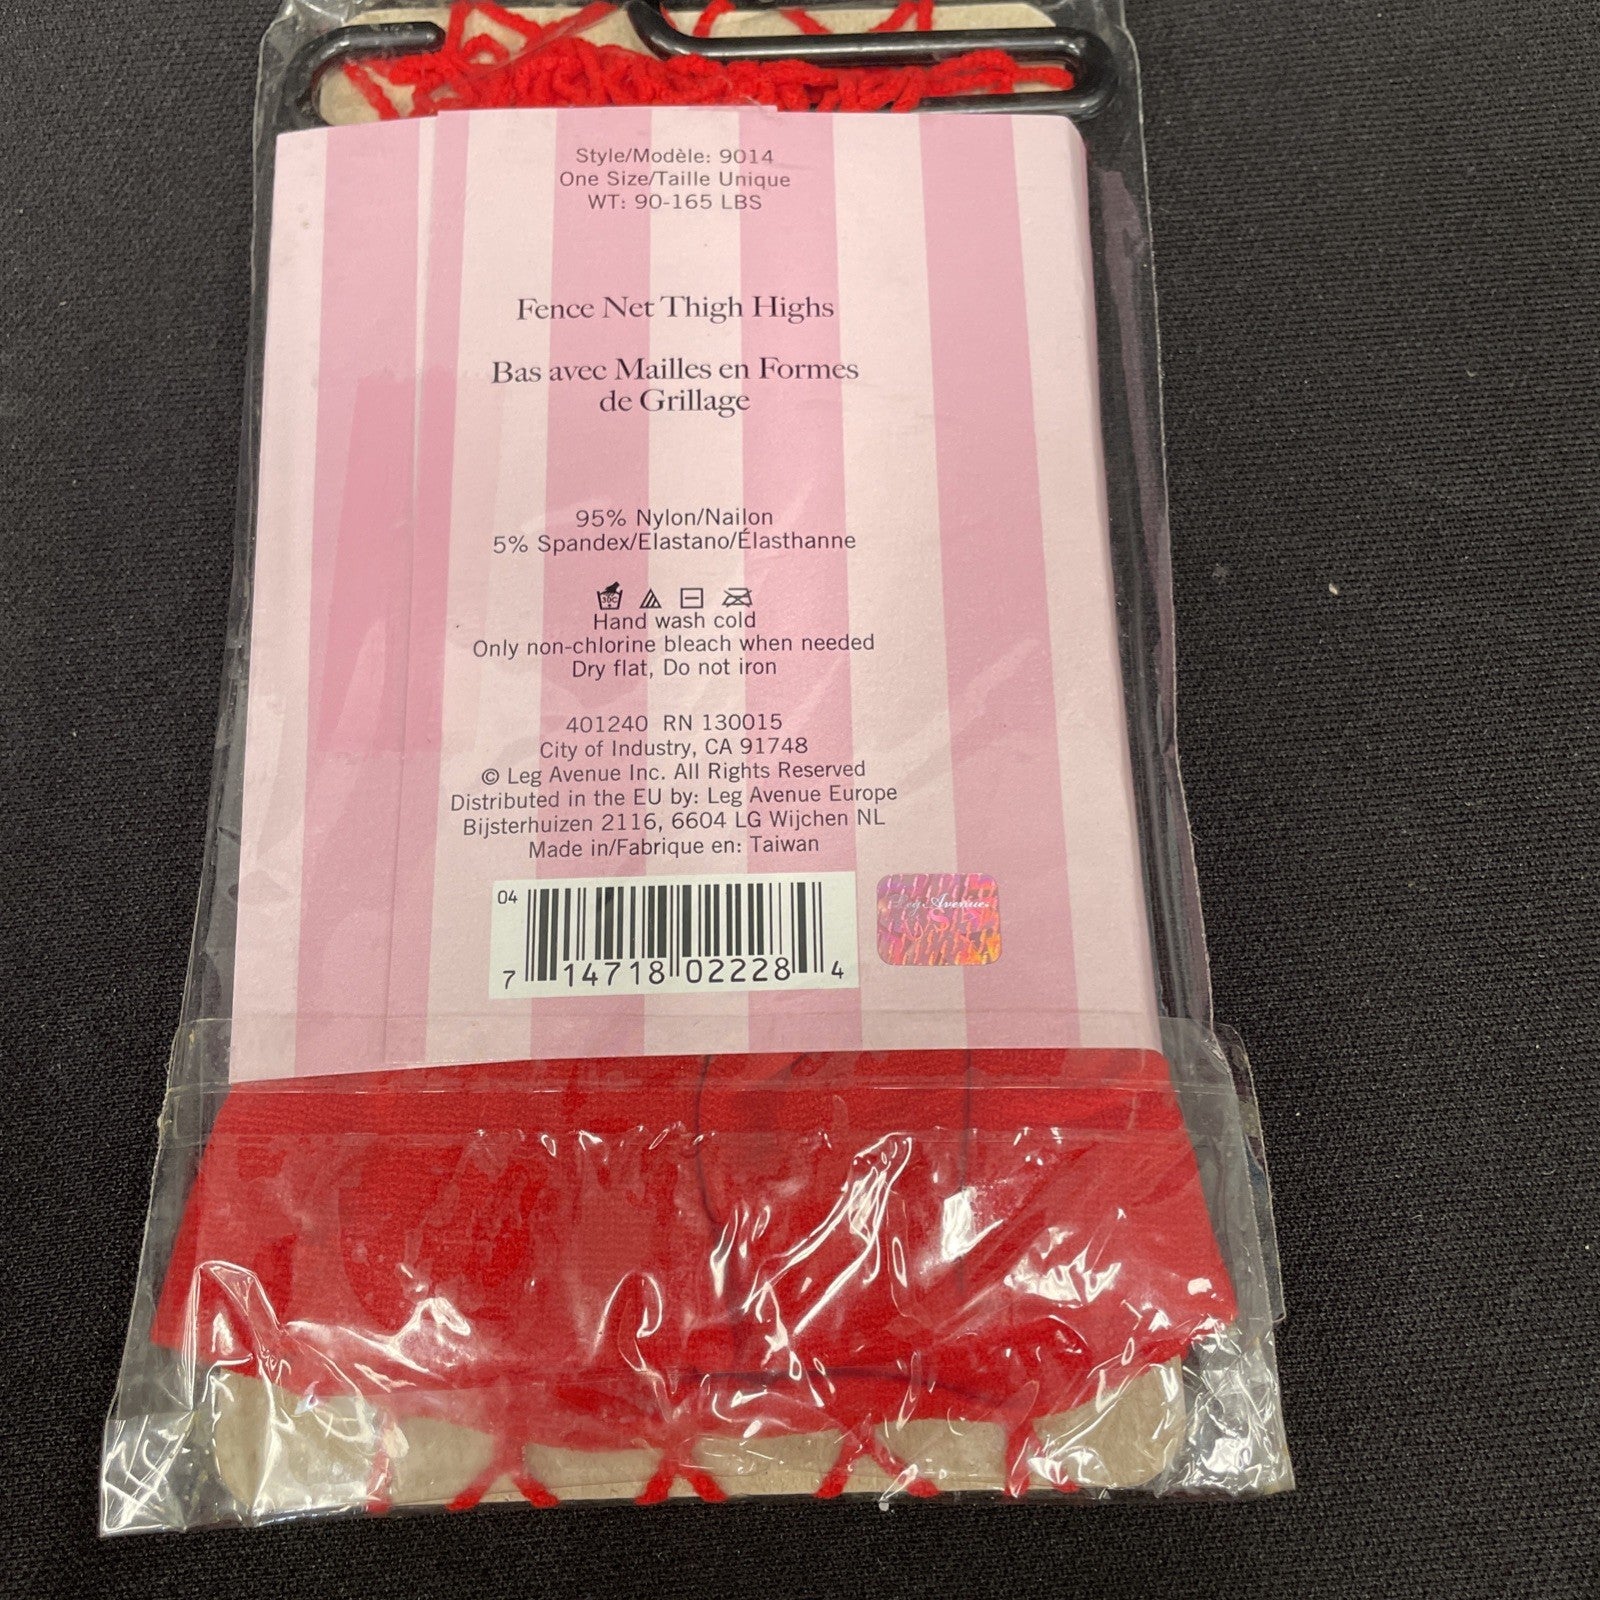 Style/Modèle: 9014
One Size/Taille Unique
WT: 90-165 LBS
Fence Net Thigh Highs
Bas avec Mailles en Formes
de Grillage
95% Nylon/Nailon
5% Spandex/Elastano/Élasthanne
30C
Hand wash cold
Only non-chlorine bleach when needed
Dry flat, Do not iron
401240 RN 130015
City of Industry, CA 91748
© Leg Avenue Inc. All Rights Reserved
Distributed in the EU by: Leg Avenue Europe
Bijsterhuizen 2116, 6604 LG Wijchen NL
Made in/Fabrique en: Taiwan
04
7 14718 02228 4
Leg Avenue